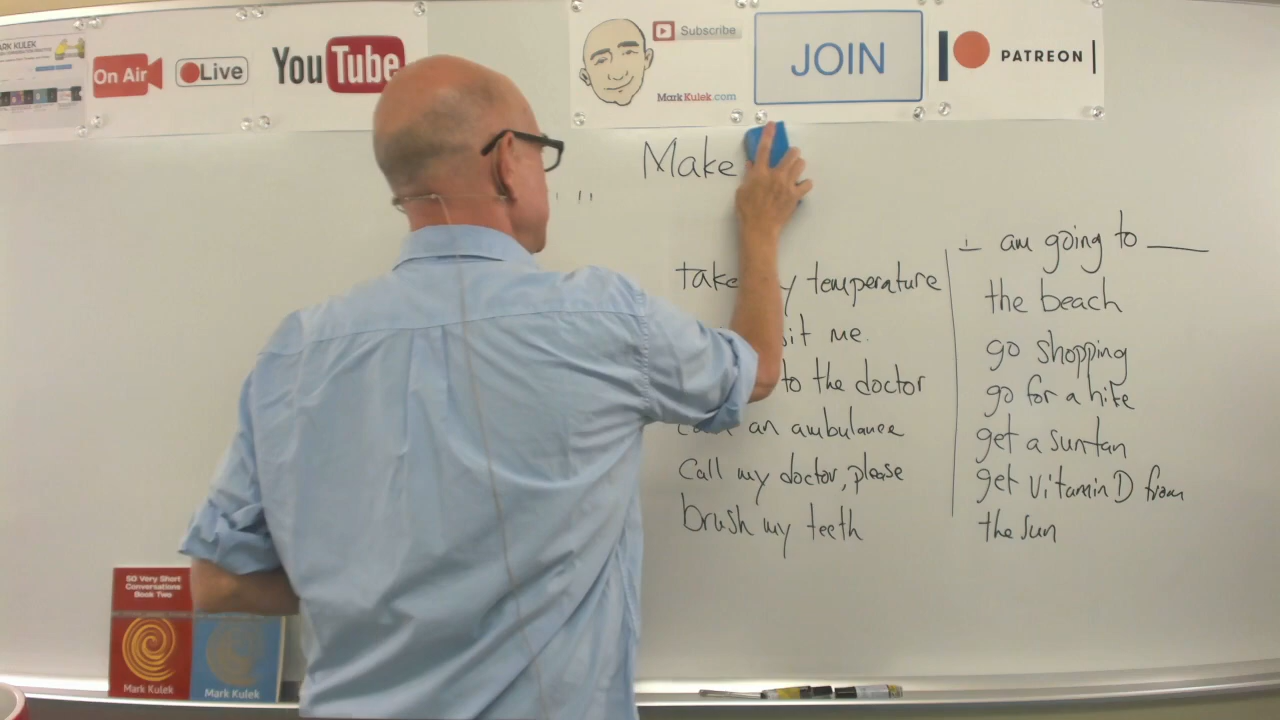 MARK KULEK
On Air
Live
YouTube
Subscribe
MarkKulek.com
JOIN
PATREON
Make
take y temperature
sit me.
to the doctor
an ambulance
Call my doctor, please
brush my teeth
I am going to ____
the beach
go shopping
go for a hike
get a suntan
get vitamin D from
the sun
50 Very Short
Conversations
Book Two
Mark Kulek
Mark Kulek